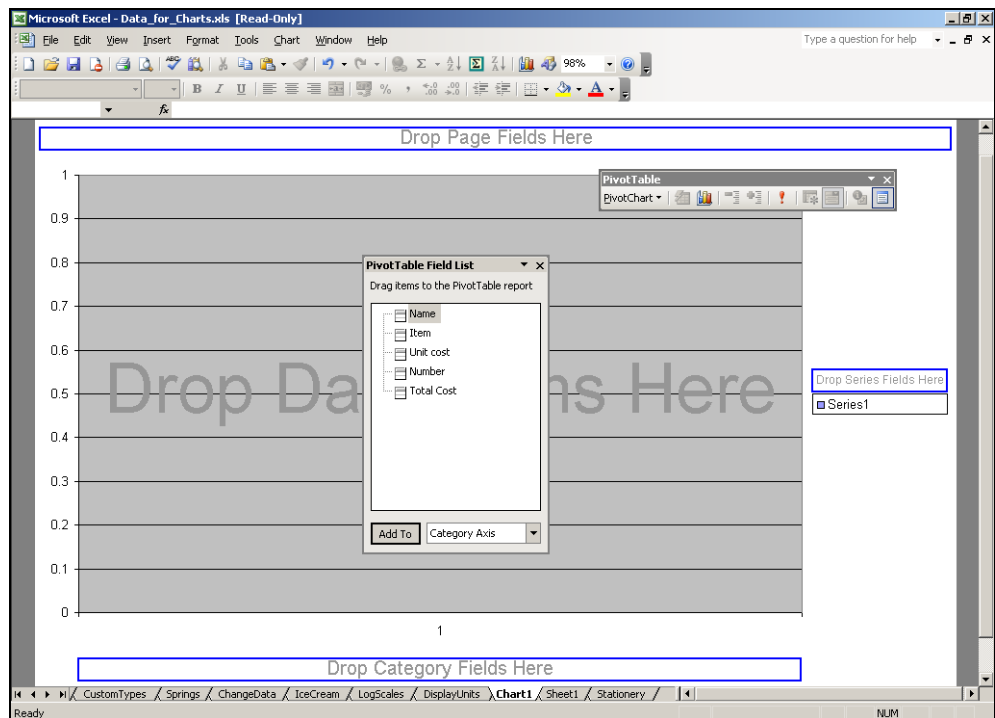 Microsoft Excel - Data_for_Charts.xls [Read-Only]
File Edit View Insert Format Tools Chart Window Help Type a question for help
98%
B I U
fx
Drop Page Fields Here
PivotTable
PivotChart
1
0.9
0.8
0.7
0.6
0.5
0.4
0.3
0.2
0.1
0
PivotTable Field List
Drag items to the PivotTable report
Name
Item
Unit cost
Number
Total Cost
Add To Category Axis
Drop Da ns Here
Drop Series Fields Here
Series1
1
Drop Category Fields Here
CustomTypes / Springs / ChangeData / IceCream / LogScales / DisplayUnits \ Chart1 / Sheet1 / Stationery /
Ready NUM